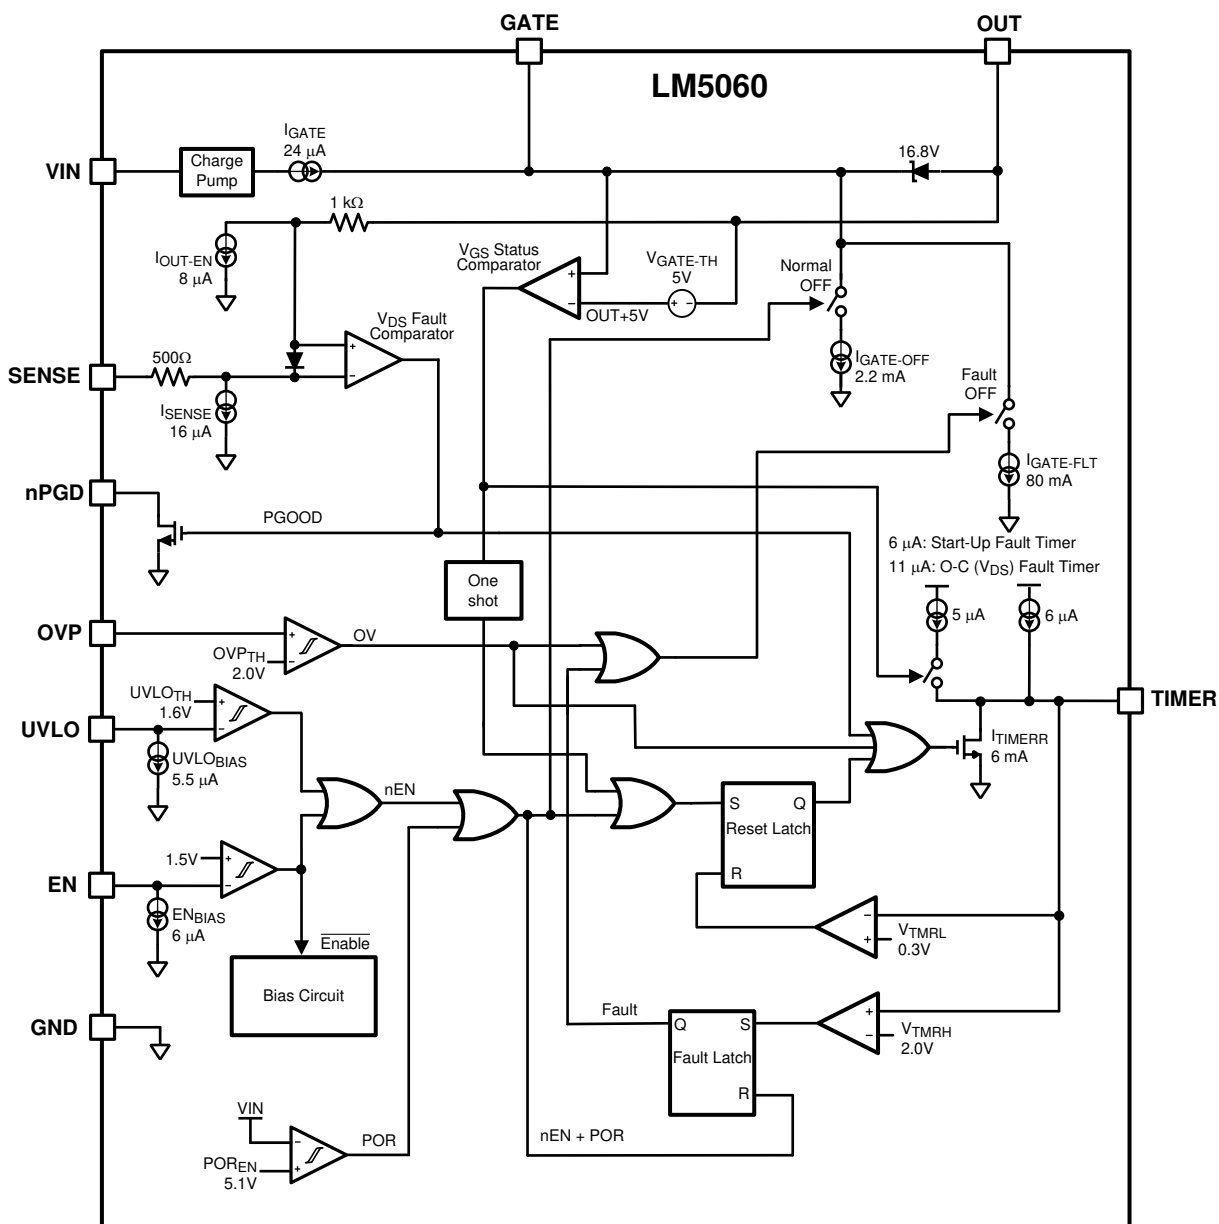 GATE
OUT
LM5060
IGATE
24 μA
VIN
Charge
Pump
16.8V
1 kΩ
IOUT-EN
8 μA
VGS Status
Comparator
VGATE-TH
5V
Normal
OFF
OUT+5V
VDS Fault
Comparator
IGATE-OFF
2.2 mA
500Ω
SENSE
ISENSE
16 μA
Fault
OFF
IGATE-FLT
80 mA
nPGD
PGOOD
6 μA: Start-Up Fault Timer
11 μA: O-C (VDS) Fault Timer
One
shot
5 μA
6 μA
OVP
OV
OVPTH
2.0V
UVLOTH
1.6V
UVLO
UVLOBIAS
5.5 μA
TIMER
ITIMERR
6 mA
nEN
S
Q
Reset Latch
R
1.5V
EN
ENBIAS
6 μA
Enable
Bias Circuit
VTMRL
0.3V
GND
Fault
Q
S
Fault Latch
R
VTMRH
2.0V
VIN
POR
POREN
5.1V
nEN + POR